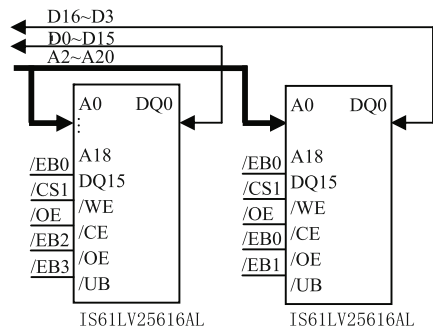 D16~D3
D0~D15
A2~A20
A0 DQ0
A18
DQ15
/WE
/CE
/OE
/UB
/EB0
/CS1
/OE
/EB2
/EB3
IS61LV25616AL
A0 DQ0
A18
DQ15
/WE
/CE
/OE
/UB
/EB0
/CS1
/OE
/EB0
/EB1
IS61LV25616AL